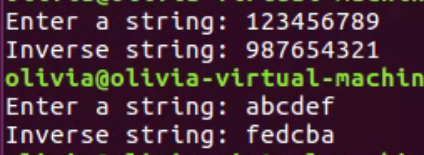 Enter a string: 123456789
Inverse string: 987654321
olivia@olivia-virtual-machin
Enter a string: abcdef
Inverse string: fedcba